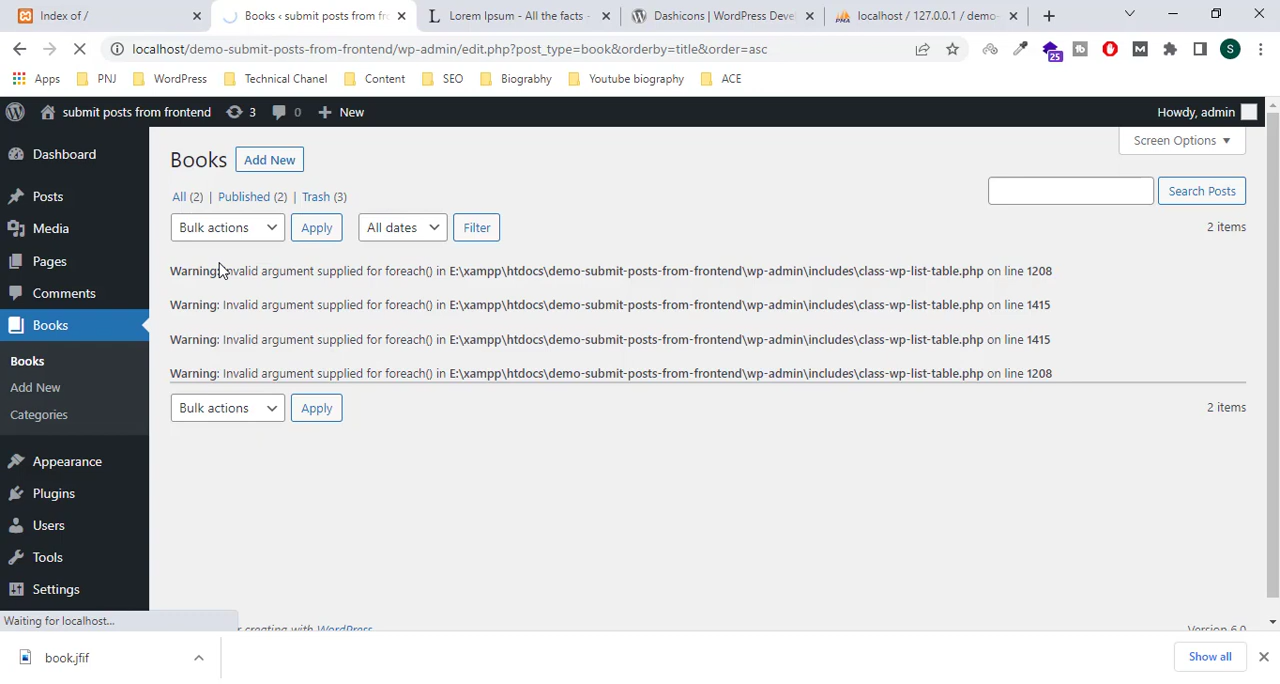 Index of /
Books ‹ submit posts from fr
Lorem Ipsum - All the facts -
Dashicons | WordPress Deve
localhost / 127.0.0.1 / demo-
localhost/demo-submit-posts-from-frontend/wp-admin/edit.php?post_type=book&orderby=title&order=asc
25
M
S
Apps
PNJ
WordPress
Technical Chanel
Content
SEO
Biograbhy
Youtube biography
ACE
submit posts from frontend
3
0
New
Howdy, admin
Screen Options
Dashboard
Posts
Media
Pages
Comments
Books
Books
Add New
Categories
Appearance
Plugins
Users
Tools
Settings
Books
Add New
All (2) | Published (2) | Trash (3)
Search Posts
Bulk actions
Apply
All dates
Filter
2 items
Warning: Invalid argument supplied for foreach() in E:\xampp\htdocs\demo-submit-posts-from-frontend\wp-admin\includes\class-wp-list-table.php on line 1208
Warning: Invalid argument supplied for foreach() in E:\xampp\htdocs\demo-submit-posts-from-frontend\wp-admin\includes\class-wp-list-table.php on line 1415
Warning: Invalid argument supplied for foreach() in E:\xampp\htdocs\demo-submit-posts-from-frontend\wp-admin\includes\class-wp-list-table.php on line 1415
Warning: Invalid argument supplied for foreach() in E:\xampp\htdocs\demo-submit-posts-from-frontend\wp-admin\includes\class-wp-list-table.php on line 1208
Bulk actions
Apply
2 items
Waiting for localhost...
r creating with WordPress
Version 6.0
book.jfif
Show all